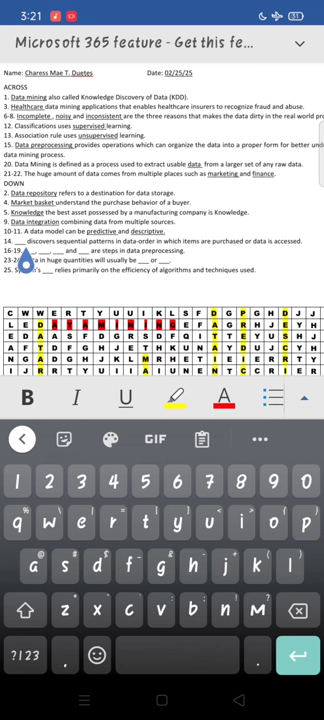 3:21
31
Microsoft 365 feature - Get this fe...
Name: Charess Mae T. Duetes Date: 02/25/25
ACROSS
1. Data mining also called Knowledge Discovery of Data (KDD).
3. Healthcare data mining applications that enables healthcare insurers to recognize fraud and abuse.
6-8. Incomplete , noisy and inconsistent are the three reasons that makes the data dirty in the real world pr
12. Classifications uses supervised learning.
13. Association rule uses unsupervised learning.
15. Data preprocessing provides operations which can organize the data into a proper form for better und
data mining process.
20. Data Mining is defined as a process used to extract usable data from a larger set of any raw data.
21-22. The huge amount of data comes from multiple places such as marketing and finance.
DOWN
2. Data repository refers to a destination for data storage.
4. Market basket understand the purchase behavior of a buyer.
5. Knowledge the best asset possessed by a manufacturing company is Knowledge.
9. Data integration combining data from multiple sources.
10-11. A data model can be predictive and descriptive.
14. ___ discovers sequential patterns in data-order in which items are purchased or data is accessed.
16-19. ___, ___, ___ and ___ are steps in data preprocessing.
23-2 a in huge quantities will usually be ___ or ___.
25. S n's ___ relies primarily on the efficiency of algorithms and techniques used.
C W W E R T Y U U I K L S F D G P G H D J J
L E D A T A M I N I N G E F A G R H J E Y H
E D A A S F D G R S D F Q I T T E Y U S H J
A F T D F G H J E T H K U N A Y D U J C Y H
N G A D G H J K L M R H E T I E I E R R T Y
I J R R T Y U I I A I U E
B I U A
GIF
1 2 3 4 5 6 7 8 9 0
q w e r t y u i o p
a s d f g h j k l
z x c v b n m
?123 , .